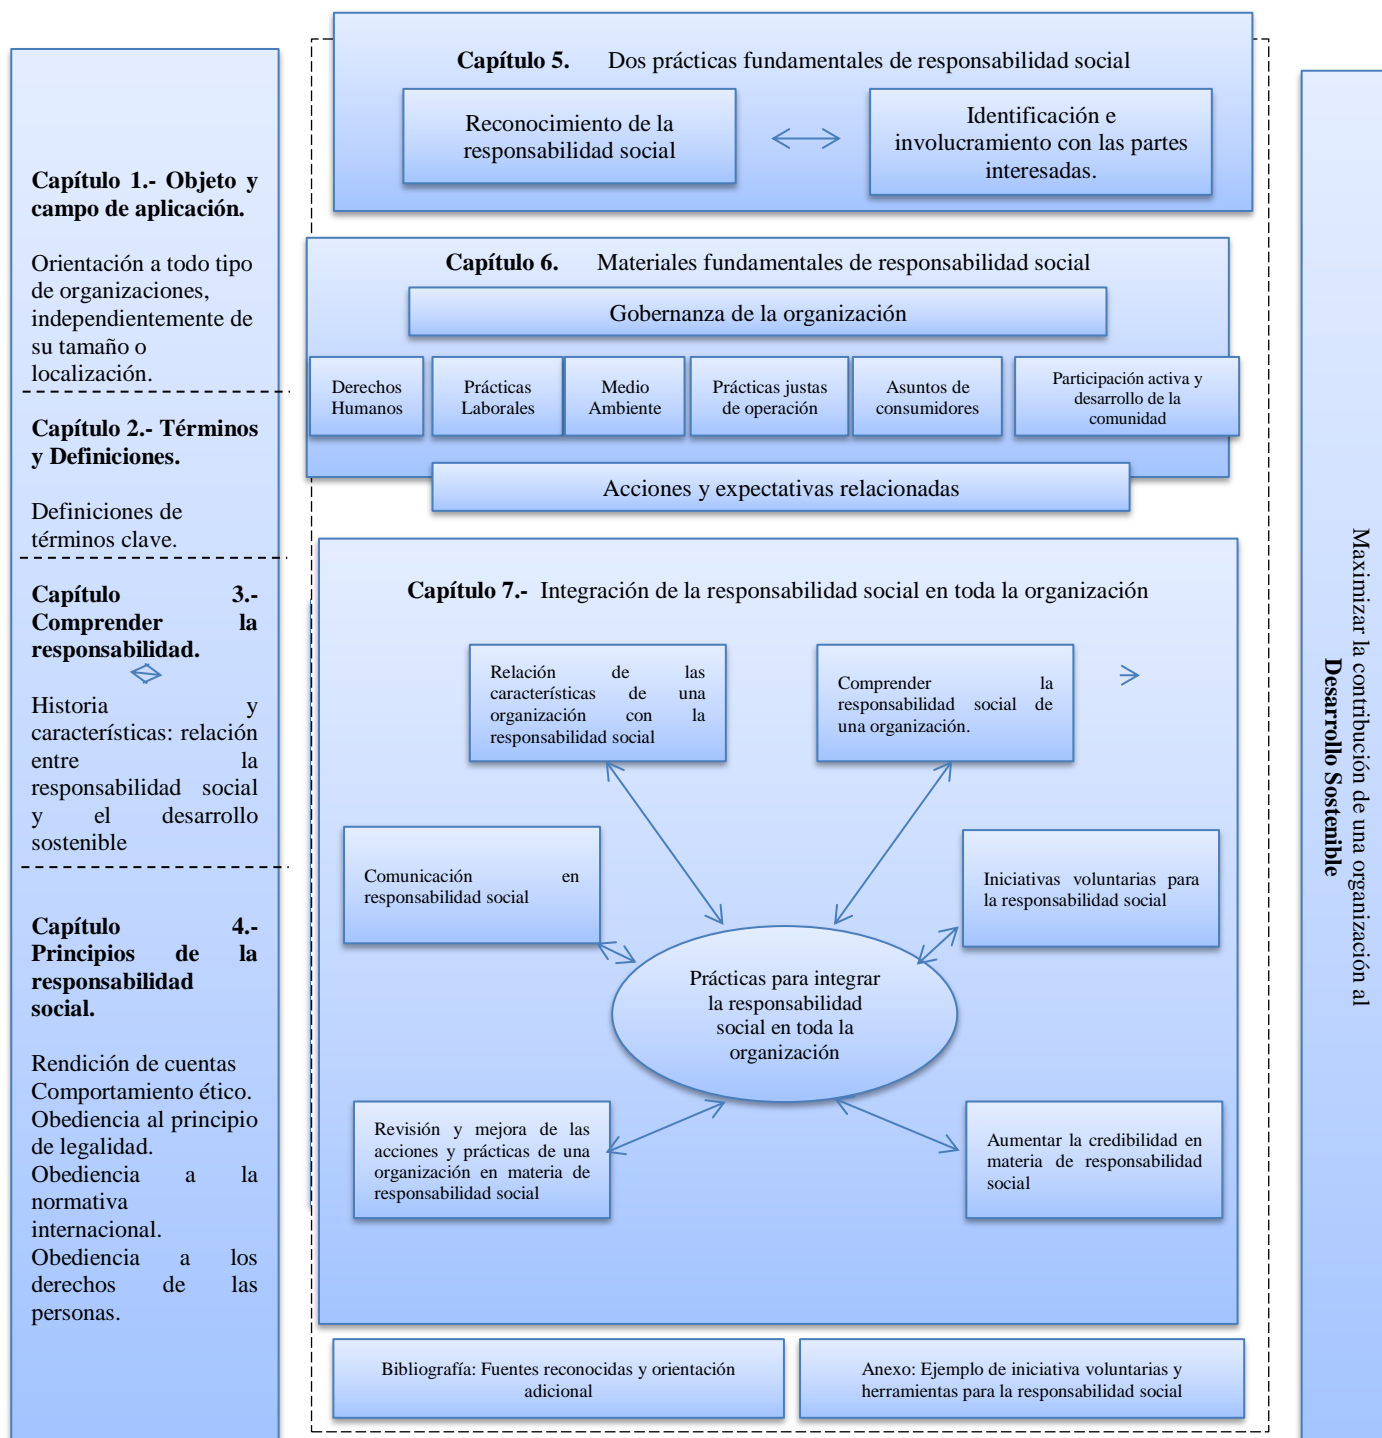 Capítulo 1.- Objeto y
campo de aplicación.
Orientación a todo tipo
de organizaciones,
independientemente de
su tamaño o
localización.
Capítulo 2.- Términos
y Definiciones.
Definiciones de
términos clave.
Capítulo 3.-
Comprender la
responsabilidad.
Historia y
características: relación
entre la
responsabilidad social
y el desarrollo
sostenible
Capítulo 4.-
Principios de la
responsabilidad
social.
Rendición de cuentas
Comportamiento ético.
Obediencia al principio
de legalidad.
Obediencia a la
normativa
internacional.
Obediencia a los
derechos de las
personas.
Capítulo 5. Dos prácticas fundamentales de responsabilidad social
Reconocimiento de la
responsabilidad social
Identificación e
involucramiento con las partes
interesadas.
Capítulo 6. Materiales fundamentales de responsabilidad social
Gobernanza de la organización
Derechos
Humanos
Prácticas
Laborales
Medio
Ambiente
Prácticas justas
de operación
Asuntos de
consumidores
Participación activa y
desarrollo de la
comunidad
Acciones y expectativas relacionadas
Capítulo 7.- Integración de la responsabilidad social en toda la organización
Relación de las
características de una
organización con la
responsabilidad social
Comprender la
responsabilidad social de
una organización.
Comunicación en
responsabilidad social
Iniciativas voluntarias para
la responsabilidad social
Prácticas para integrar
la responsabilidad
social en toda la
organización
Revisión y mejora de las
acciones y prácticas de una
organización en materia de
responsabilidad social
Aumentar la credibilidad en
materia de responsabilidad
social
Bibliografía: Fuentes reconocidas y orientación
adicional
Anexo: Ejemplo de iniciativa voluntarias y
herramientas para la responsabilidad social
Maximizar la contribución de una organización al
Desarrollo Sostenible